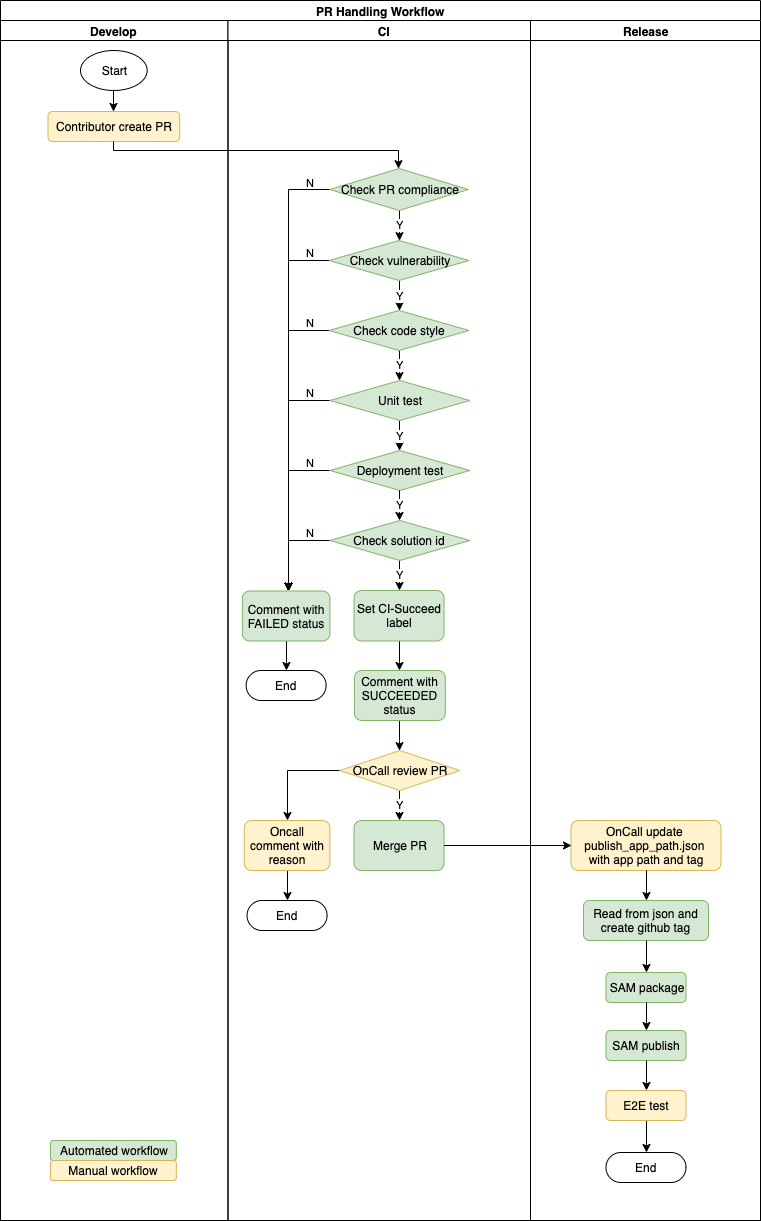 PR Handling Workflow
Develop
CI
Release
Start
Contributor create PR
N
Check PR compliance
Y
N
Check vulnerability
Y
N
Check code style
Y
N
Unit test
Y
N
Deployment test
Y
N
Check solution id
Y
Comment with
FAILED status
Set CI-Succeed
label
End
Comment with
SUCCEEDED
status
OnCall review PR
Y
Oncall
comment with
reason
Merge PR
OnCall update
publish_app_path.json
with app path and tag
End
Read from json and
create github tag
SAM package
SAM publish
E2E test
End
Automated workflow
Manual workflow